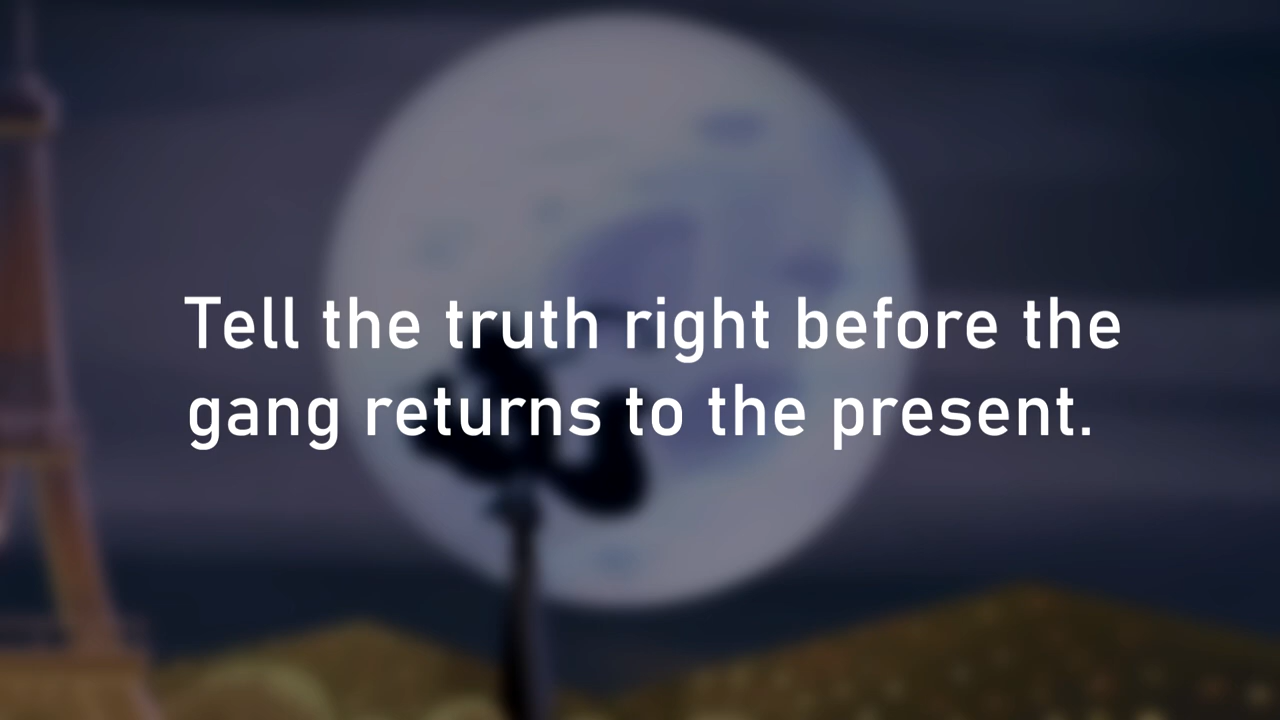 Tell the truth right before the
gang returns to the present.